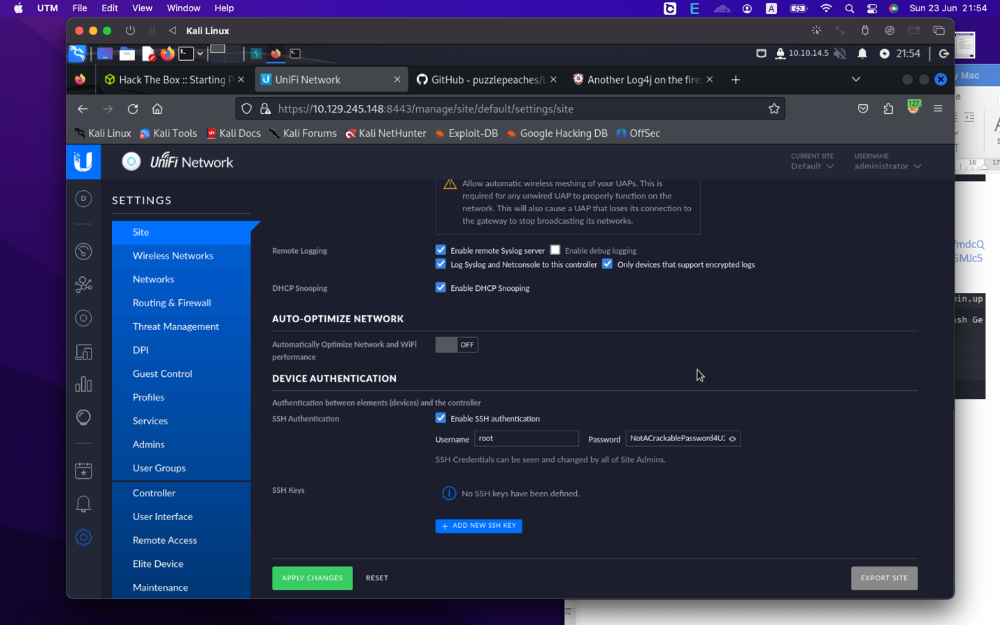 UTM File Edit View Window Help
E A Sun 23 Jun 21:54
Kali Linux
10.10.14.5 21:54
Hack The Box :: Starting P
UniFi Network
GitHub - puzzlepeaches/L
Another Log4j on the fire:
https://10.129.245.148:8443/manage/site/default/settings/site
127
Kali Linux Kali Tools Kali Docs Kali Forums Kali NetHunter Exploit-DB Google Hacking DB OffSec
UniFi Network
CURRENT SITE
Default
USERNAME
administrator
D
SETTINGS
Site
Wireless Networks
Networks
Routing & Firewall
Threat Management
DPI
Guest Control
Profiles
Services
Admins
User Groups
Controller
User Interface
Remote Access
Elite Device
Maintenance
Allow automatic wireless meshing of your UAPs. This is
required for any unwired UAP to properly function on the
network. This will also cause a UAP that loses its connection to
the gateway to stop broadcasting its networks.
Remote Logging
Enable remote Syslog server Enable debug logging
Log Syslog and Netconsole to this controller Only devices that support encrypted logs
DHCP Snooping
Enable DHCP Snooping
AUTO-OPTIMIZE NETWORK
Automatically Optimize Network and WiFi
performance
OFF
DEVICE AUTHENTICATION
Authentication between elements (devices) and the controller
SSH Authentication
Enable SSH authentication
Username root Password NotACrackablePassword4U
SSH Credentials can be seen and changed by all of Site Admins.
SSH Keys
No SSH keys have been defined.
+ ADD NEW SSH KEY
APPLY CHANGES
RESET
EXPORT SITE
y Mac
16 17
mdcQ
GMJc5
in.up
sh Ge
23